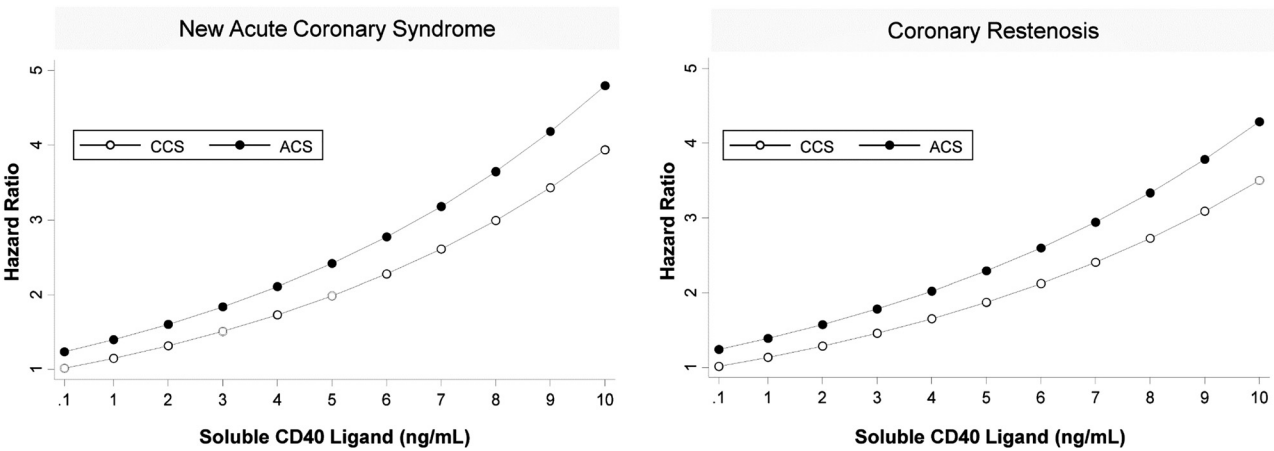 New Acute Coronary Syndrome
5
4
3
2
1
Hazard Ratio
CCS ACS
.1 1 2 3 4 5 6 7 8 9 10
Soluble CD40 Ligand (ng/mL)
Coronary Restenosis
5
4
3
2
1
Hazard Ratio
CCS ACS
.1 1 2 3 4 5 6 7 8 9 10
Soluble CD40 Ligand (ng/mL)